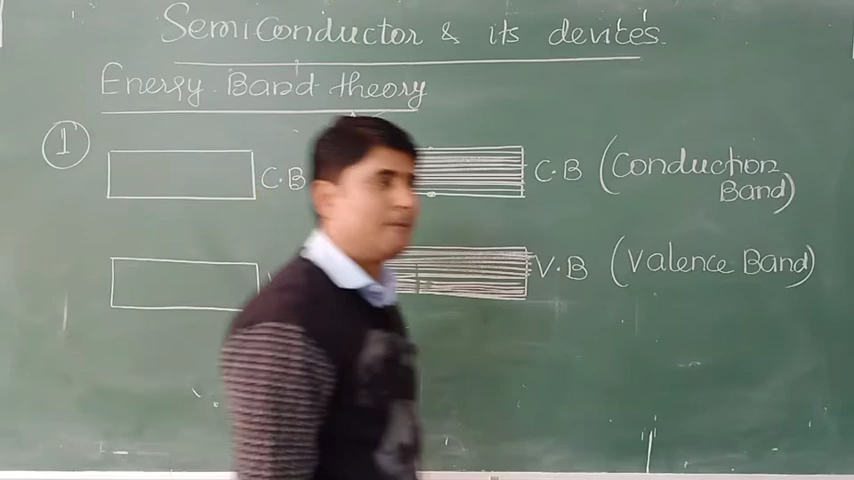 Semiconductor & its devices.
Energy Band theory
1
C.B C.B (Conduction
Band)
V.B (Valence Band)